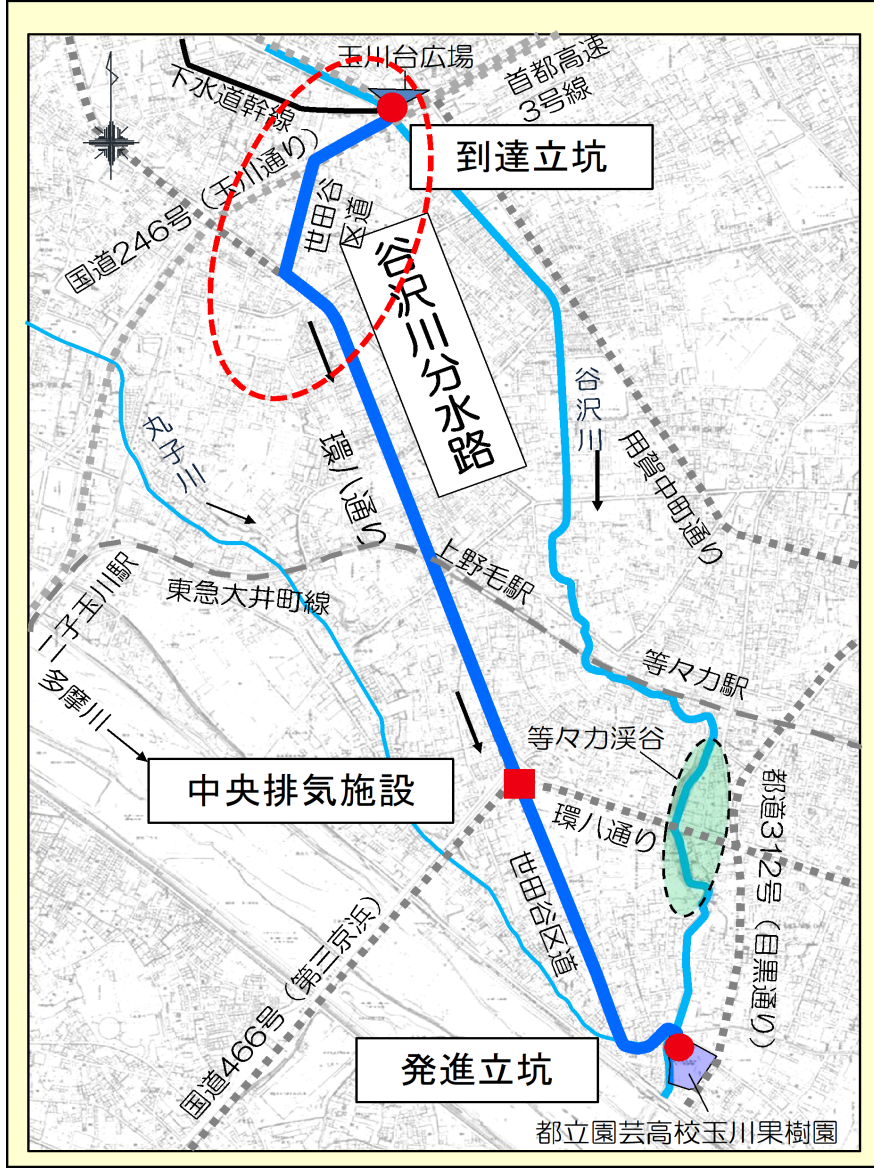 玉川台広場
首都高速
3号線
下水道幹線
到達立坑
国道246号（玉川通り）
世田谷
区道
谷沢川分水路
谷沢川
丸子川
環八通り
用賀中町通り
上野毛駅
東急大井町線
二子玉川駅
等々力駅
多摩川
等々力渓谷
中央排気施設
環八通り
都道312号（目黒通り）
世田谷区道
国道466号（第三京浜）
発進立坑
都立園芸高校玉川果樹園